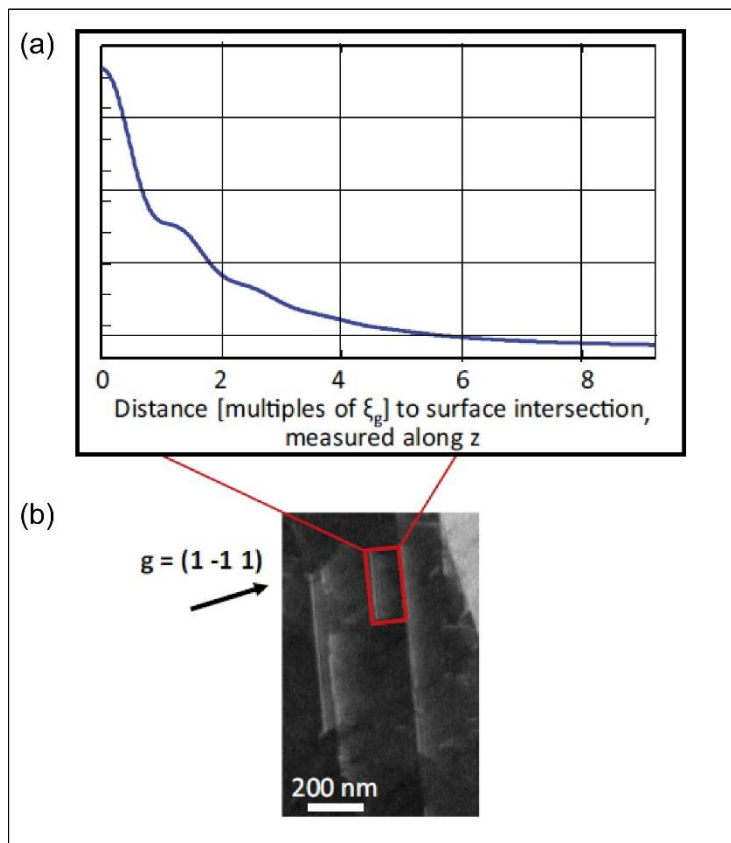 (a)
0 2 4 6 8
Distance [multiples of ξg] to surface intersection,
measured along z
(b)
g = (1 -1 1)
200 nm